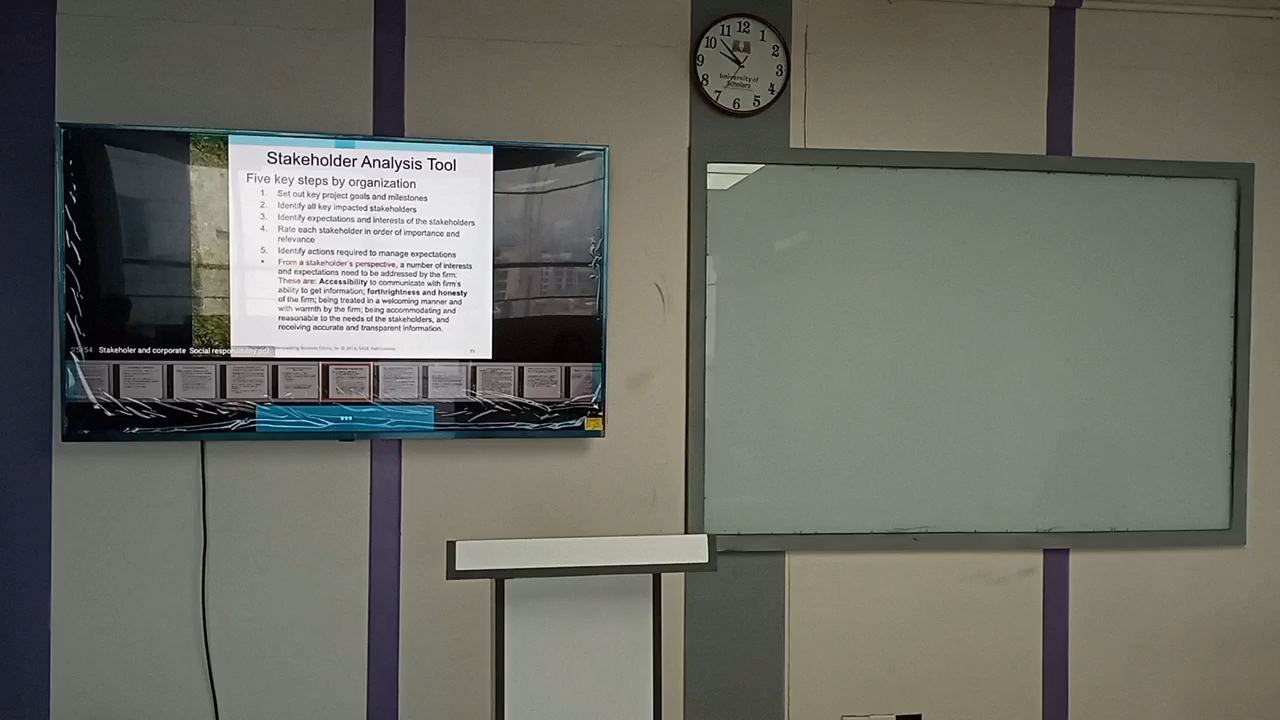 Stakeholder Analysis Tool
Five key steps by organization
1. Set out key project goals and milestones
2. Identify all key impacted stakeholders
3. Identify expectations and interests of the stakeholders
4. Rate each stakeholder in order of importance and
relevance
5. Identify actions required to manage expectations
• From a stakeholder's perspective, a number of interests
and expectations need to be addressed by the firm:
These are: Accessibility to communicate with firm's
ability to get information; forthrightness and honesty
of the firm; being treated in a welcoming manner and
with warmth by the firm; being accommodating and
reasonable to the needs of the stakeholders, and
receiving accurate and transparent information.
Stakeholer and corporate Social responsibility.pdf
12
1
2
3
4
5
6
7
8
9
10
11
University of
Scholars